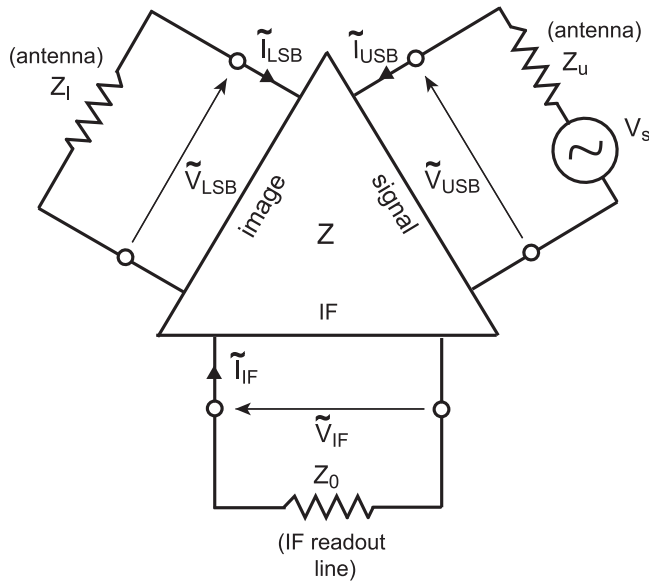 (antenna)
Z_l
Ĩ_LSB
Ĩ_USB
(antenna)
Z_u
V_s
Ṽ_LSB
Ṽ_USB
image
signal
Z
IF
Ĩ_IF
Ṽ_IF
Z_0
(IF readout
line)